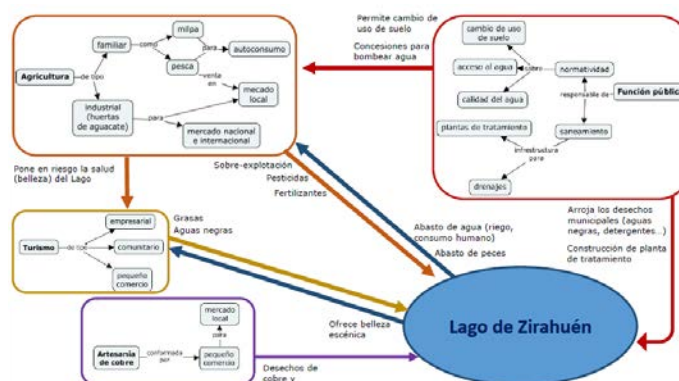 familiar
como
milpa
pesca
para
autoconsumo
Agricultura
de tipo
venta
en
mecado
local
industrial
(huertas
de aguacate)
para
mercado nacional
e internacional
Permite cambio de
uso de suelo
Concesiones para
bombear agua
cambio de uso
de suelo
acceso al agua
sobre
normatividad
calidad del agua
responsable de
Función públic
plantas de tratamiento
saneamiento
infraestructura
para
drenajes
Pone en riesgo la salud
(belleza) del Lago
Sobre-explotación
Pesticidas
Fertilizantes
empresarial
Turismo
de tipo
comunitario
pequeño
comercio
Grasas
Aguas negras
Abasto de agua (riego,
consumo humano)
Abasto de peces
Arroja los desechos
municipales (aguas
negras, detergentes...)
Construcción de planta
de tratamiento
mercado
local
para
Artesanía
de cobre
conformada
por
pequeño
comercio
Ofrece belleza
escénica
Lago de Zirahuén
Desechos de
cobre y